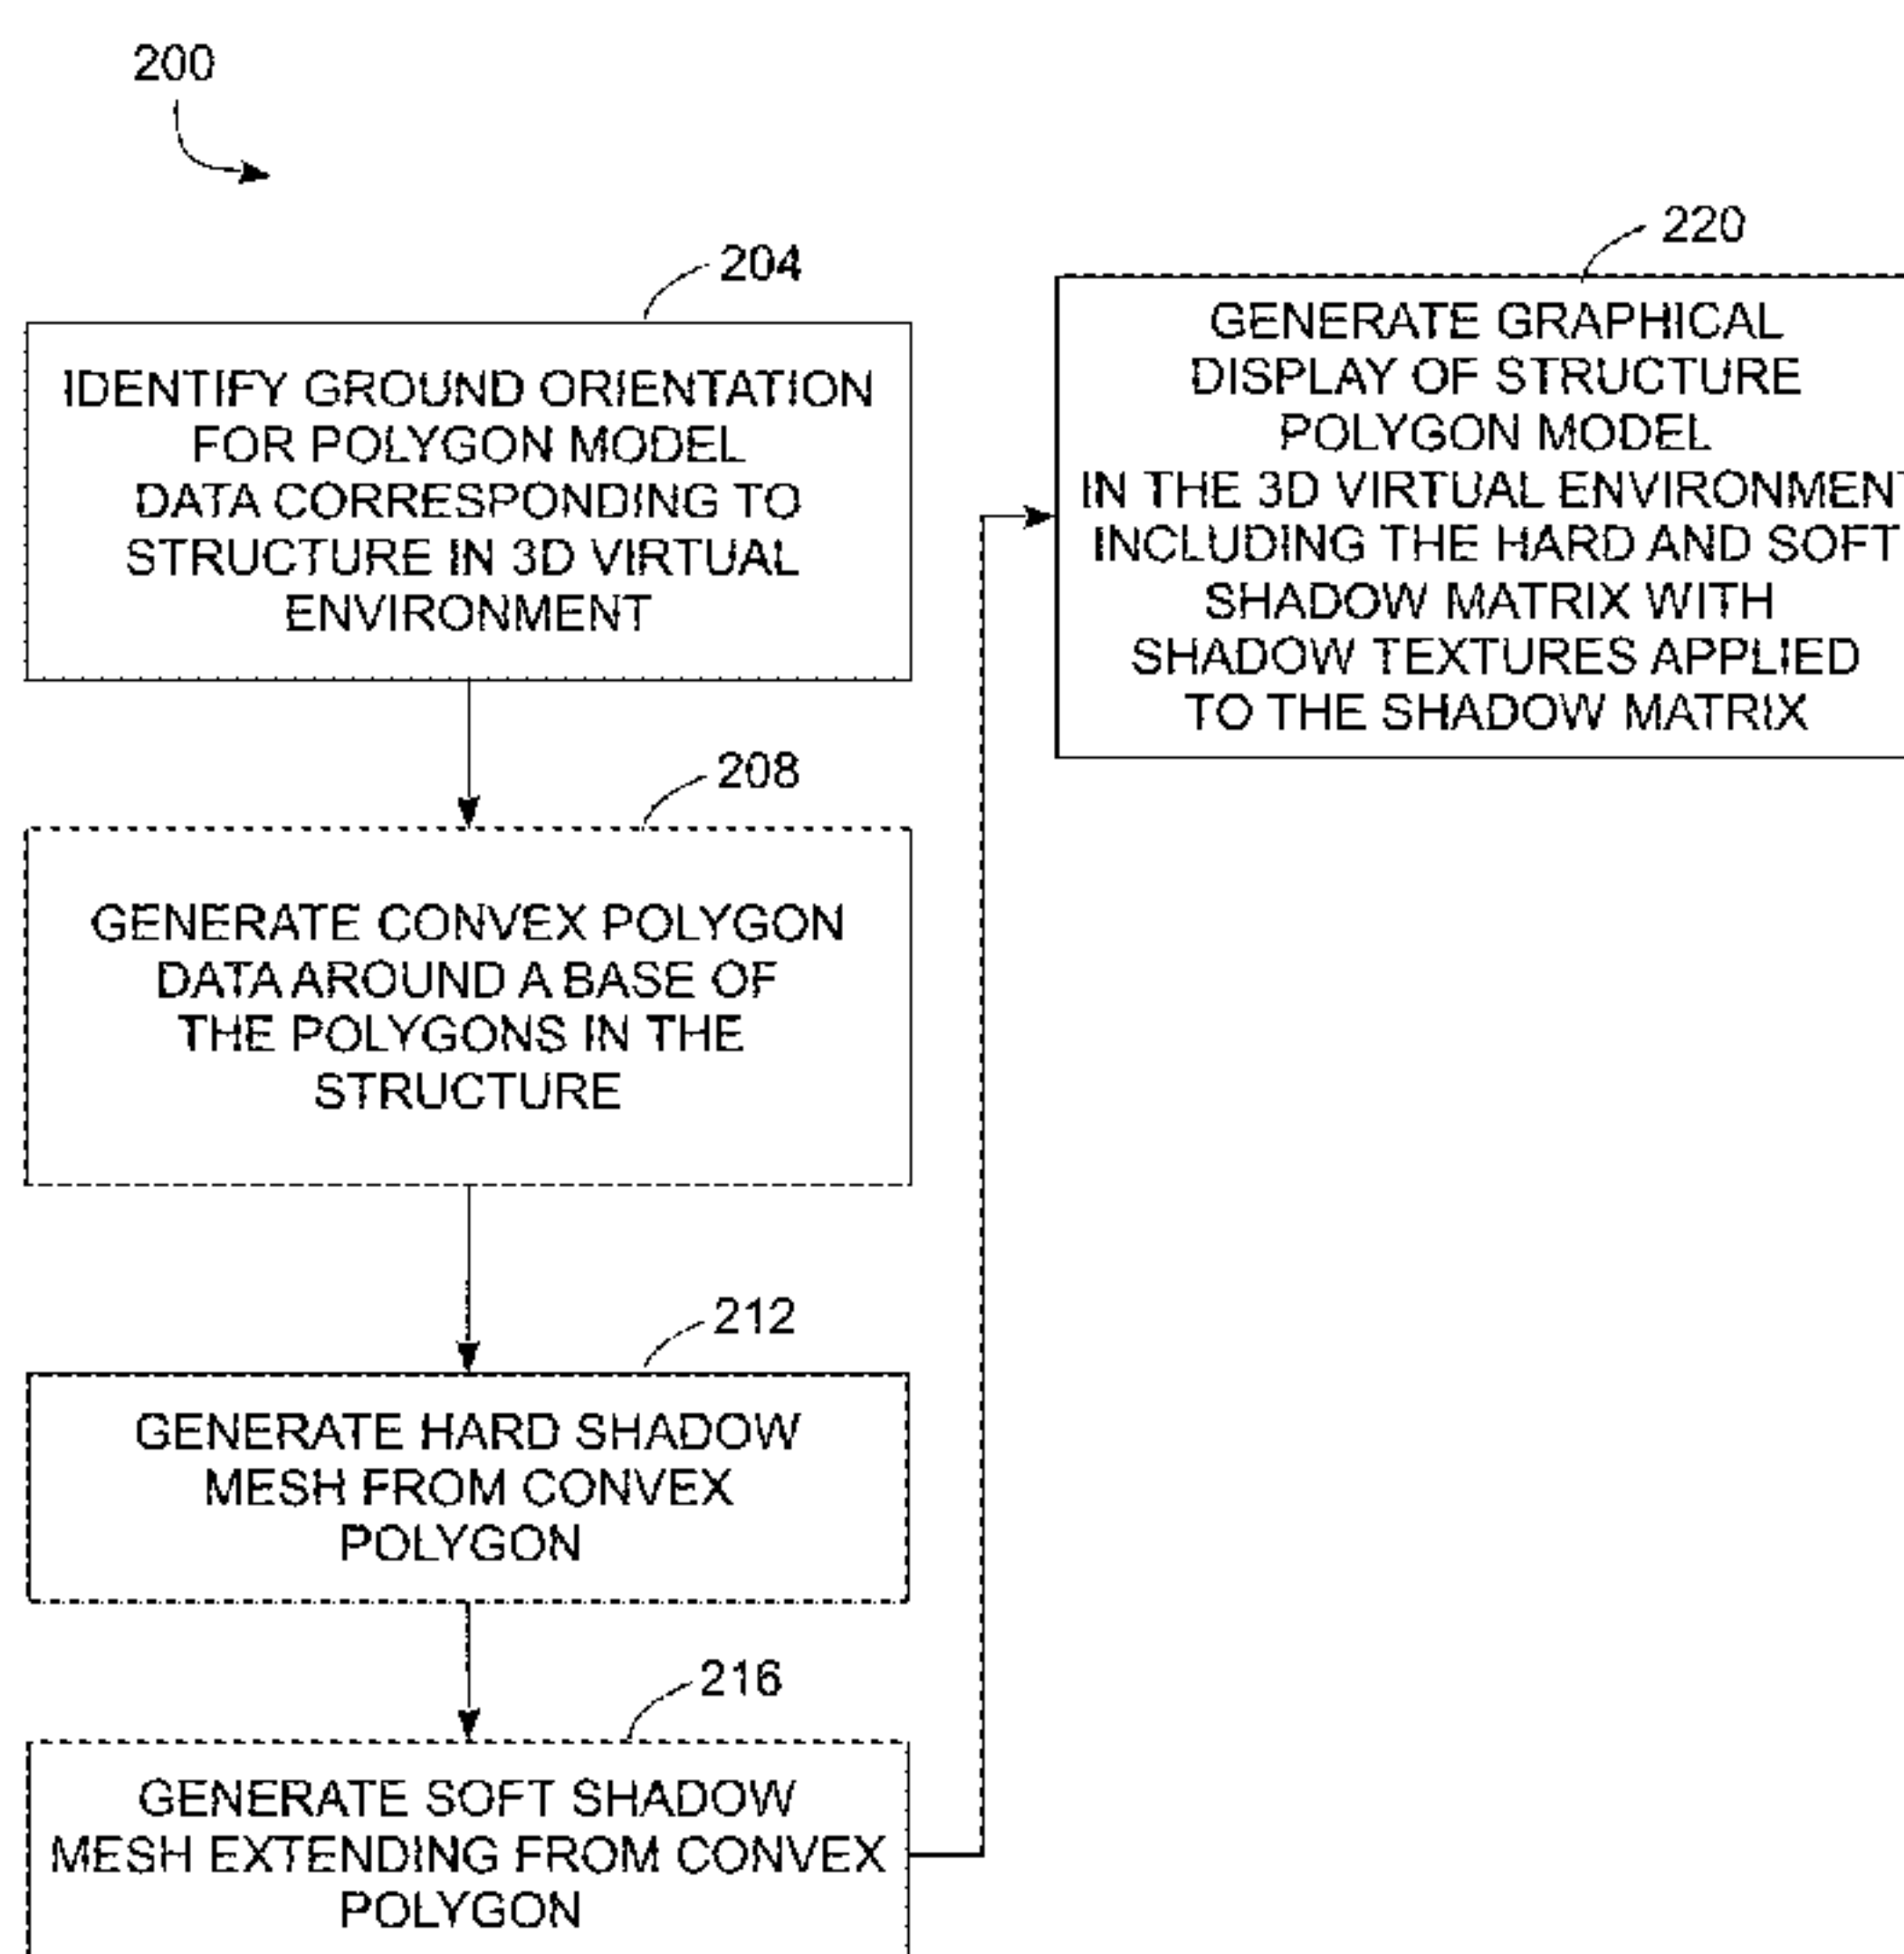 200
204
IDENTIFY GROUND ORIENTATION
FOR POLYGON MODEL
DATA CORRESPONDING TO
STRUCTURE IN 3D VIRTUAL
ENVIRONMENT
208
GENERATE CONVEX POLYGON
DATA AROUND A BASE OF
THE POLYGONS IN THE
STRUCTURE
212
GENERATE HARD SHADOW
MESH FROM CONVEX
POLYGON
216
GENERATE SOFT SHADOW
MESH EXTENDING FROM CONVEX
POLYGON
220
GENERATE GRAPHICAL
DISPLAY OF STRUCTURE
POLYGON MODEL
IN THE 3D VIRTUAL ENVIRONMENT
INCLUDING THE HARD AND SOFT
SHADOW MATRIX WITH
SHADOW TEXTURES APPLIED
TO THE SHADOW MATRIX